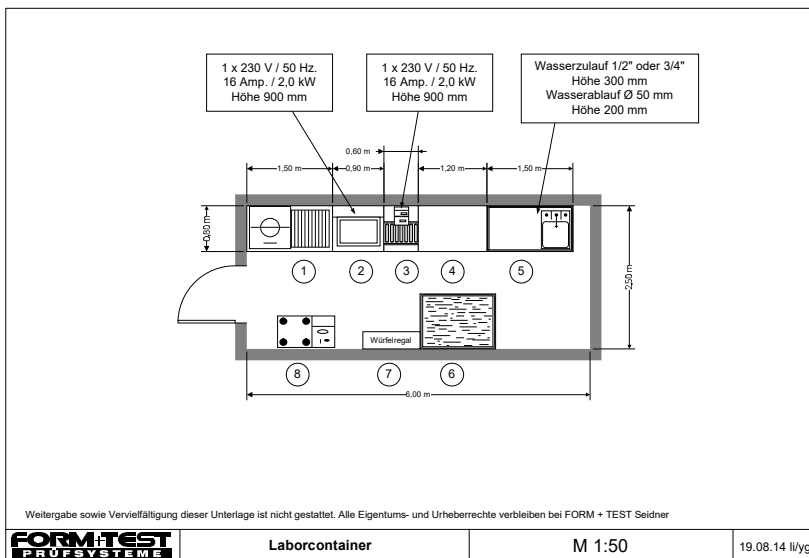 1 x 230 V / 50 Hz.
16 Amp. / 2,0 kW
Höhe 900 mm
1 x 230 V / 50 Hz.
16 Amp. / 2,0 kW
Höhe 900 mm
Wasserzulauf 1/2" oder 3/4"
Höhe 300 mm
Wasserablauf Ø 50 mm
Höhe 200 mm
0,60 m
1,50 m
0,90 m
1,20 m
1,50 m
0,80 m
2,50 m
1
2
3
4
5
Würfelregal
8
7
6
6,00 m
Weitergabe sowie Vervielfältigung dieser Unterlage ist nicht gestattet. Alle Eigentums- und Urheberrechte verbleiben bei FORM + TEST Seidner
FORM+TEST
PRÜFSYSTEME
Laborcontainer
M 1:50
19.08.14 li/yg